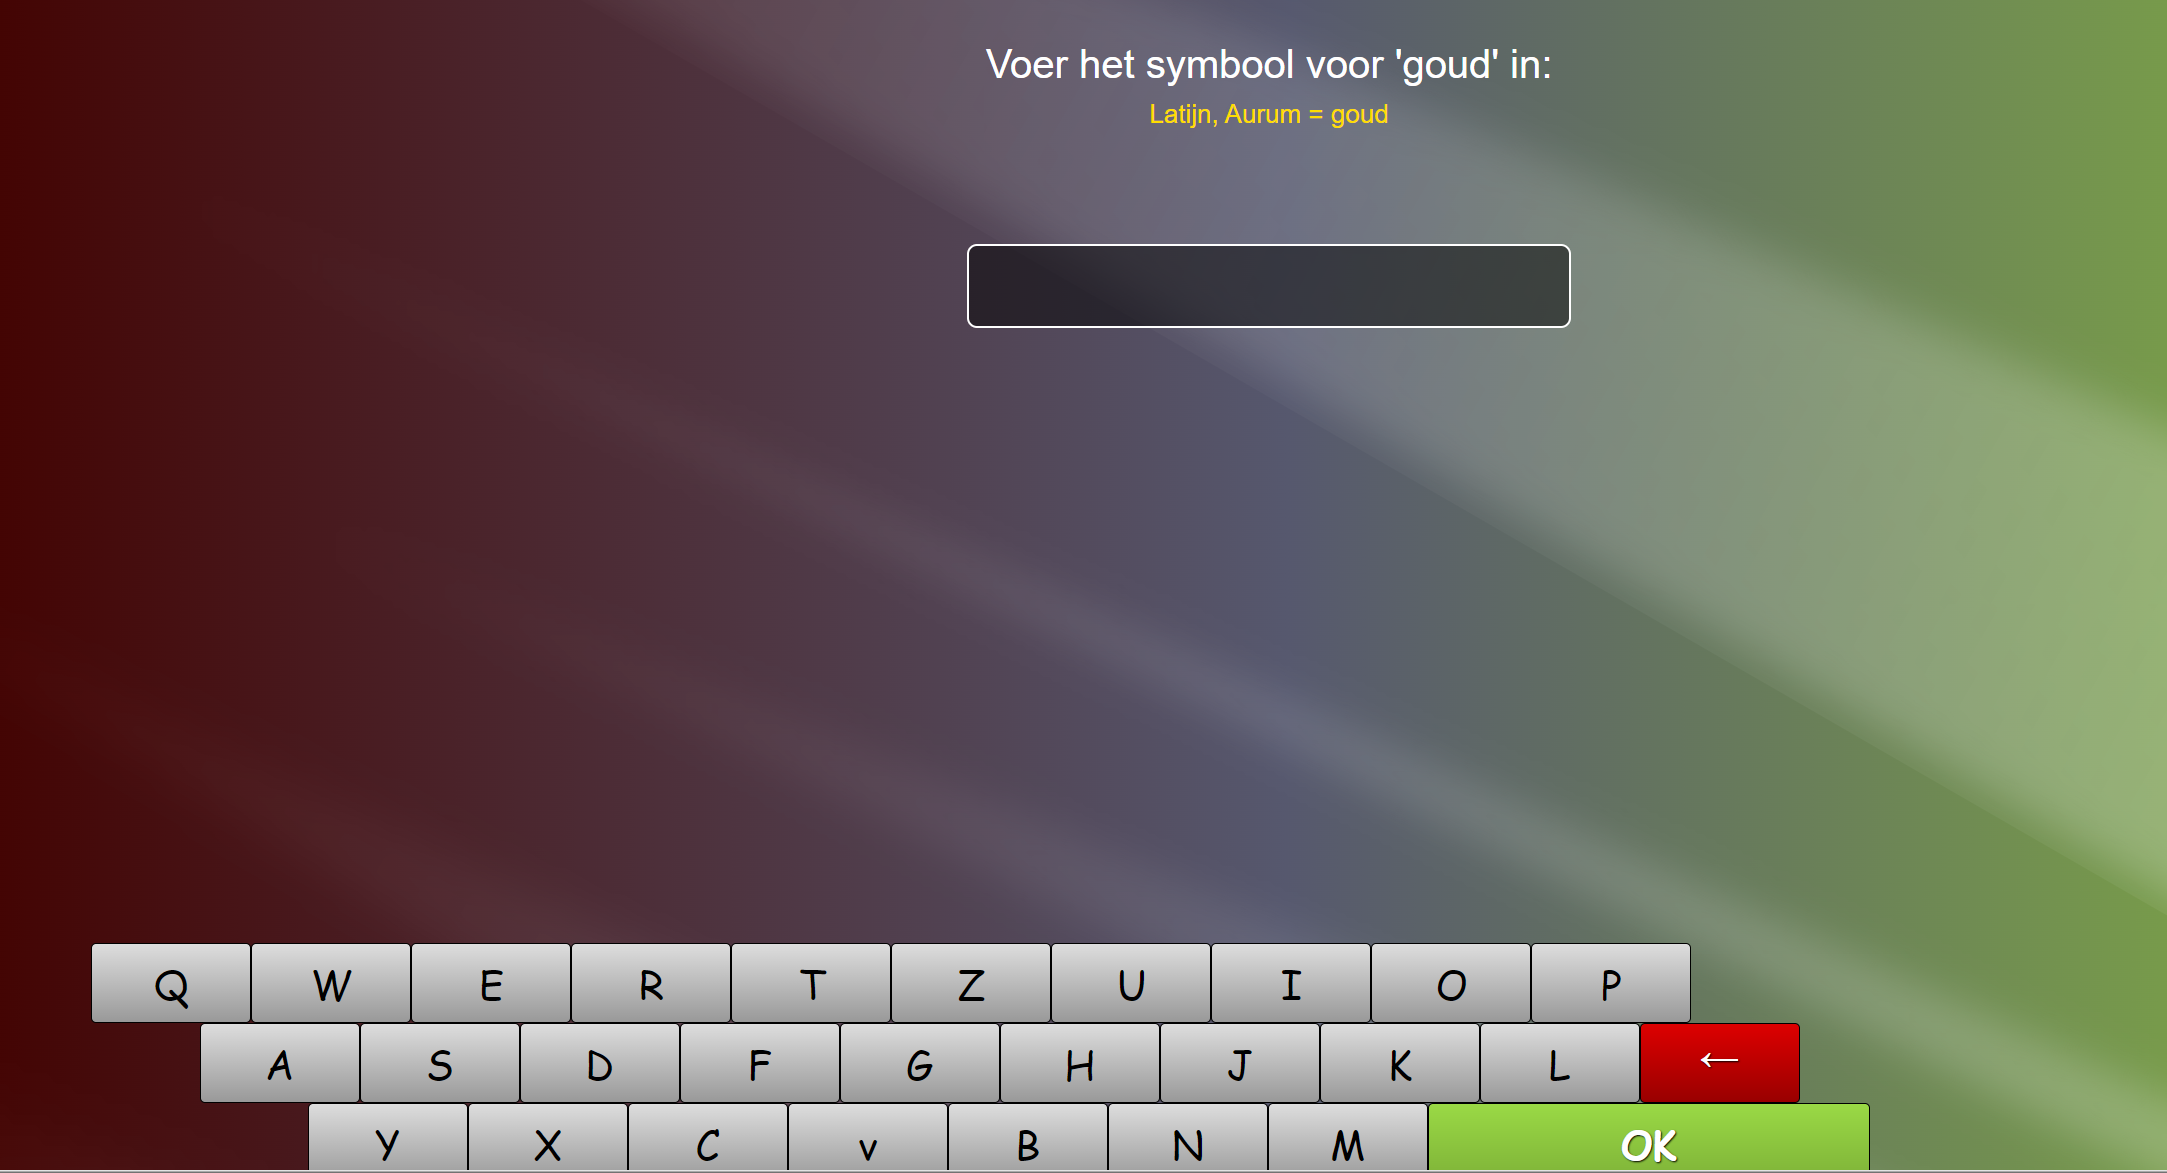 Voer het symbool voor 'goud' in:
Latijn, Aurum = goud
Q W E R T Z U I O P
A S D F G H J K L ←
Y X C v B N M OK